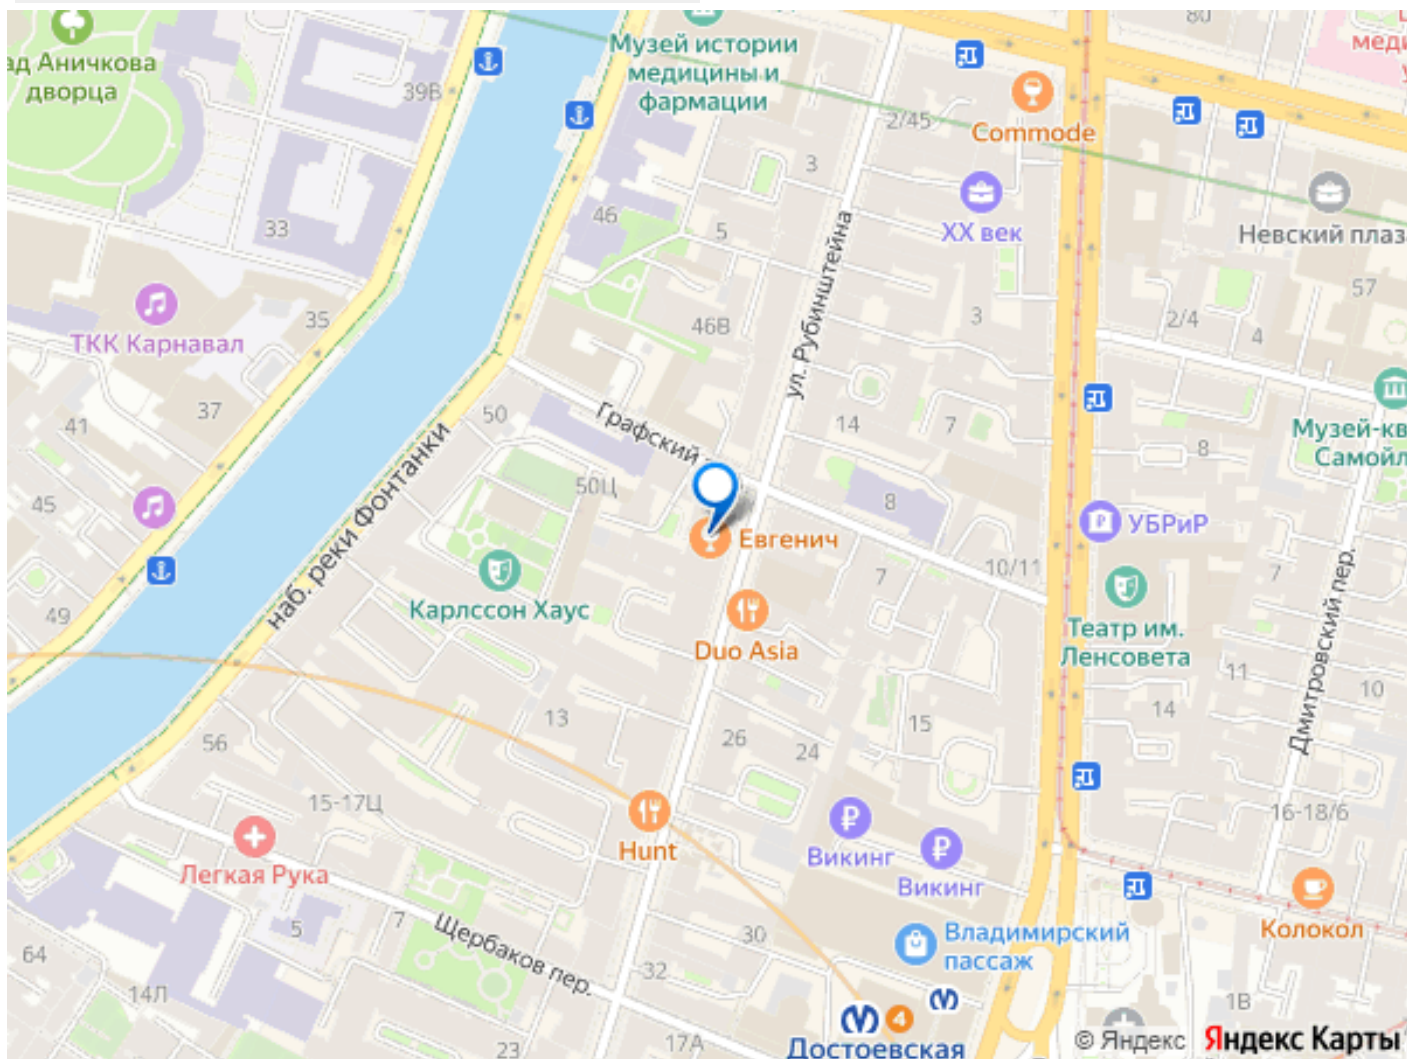 80
Музей истории
медицины и
фармации
ад Аничкова
дворца
39В
2/45
Commode
меди
3
46
5
33
ХХ век
Невский плаз
57
ул. Рубинштейна
35
ТКК Карнавал
46В
3
2/4
4
37
50
Графский
14
7
41
Музей-кв
Самойл
8
45
50Ц
8
наб. реки Фонтанки
Евгенич
УБРиР
10/11
7
7
49
Карлссон Хаус
Duo Asia
Театр им.
Ленсовета
Дмитровский пер.
11
10
13
14
15
56
26
24
15-17Ц
16-18/6
Hunt
Викинг
Викинг
Легкая Рука
Колокол
5
7
Щербаков пер.
30
Владимирский
пассаж
64
32
14Л
1В
4
Достоевская
17А
23
© Яндекс
Яндекс Карты